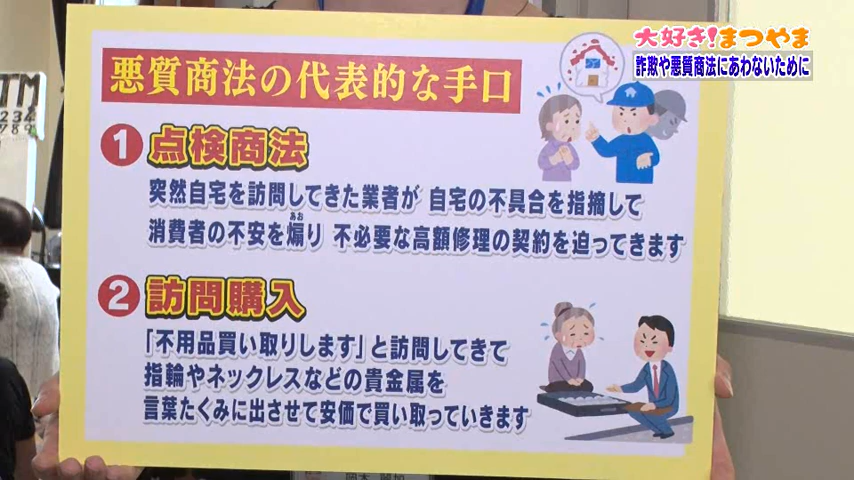 大好き!まつやま
詐欺や悪質商法にあわないために
悪質商法の代表的な手口
1 点検商法
突然自宅を訪問してきた業者が 自宅の不具合を指摘して
消費者の不安を煽り 不必要な高額修理の契約を迫ってきます
あお
2 訪問購入
「不用品買い取りします」と訪問してきて
指輪やネックレスなどの貴金属を
言葉たくみに出させて安価で買い取っていきます
TM
234
789